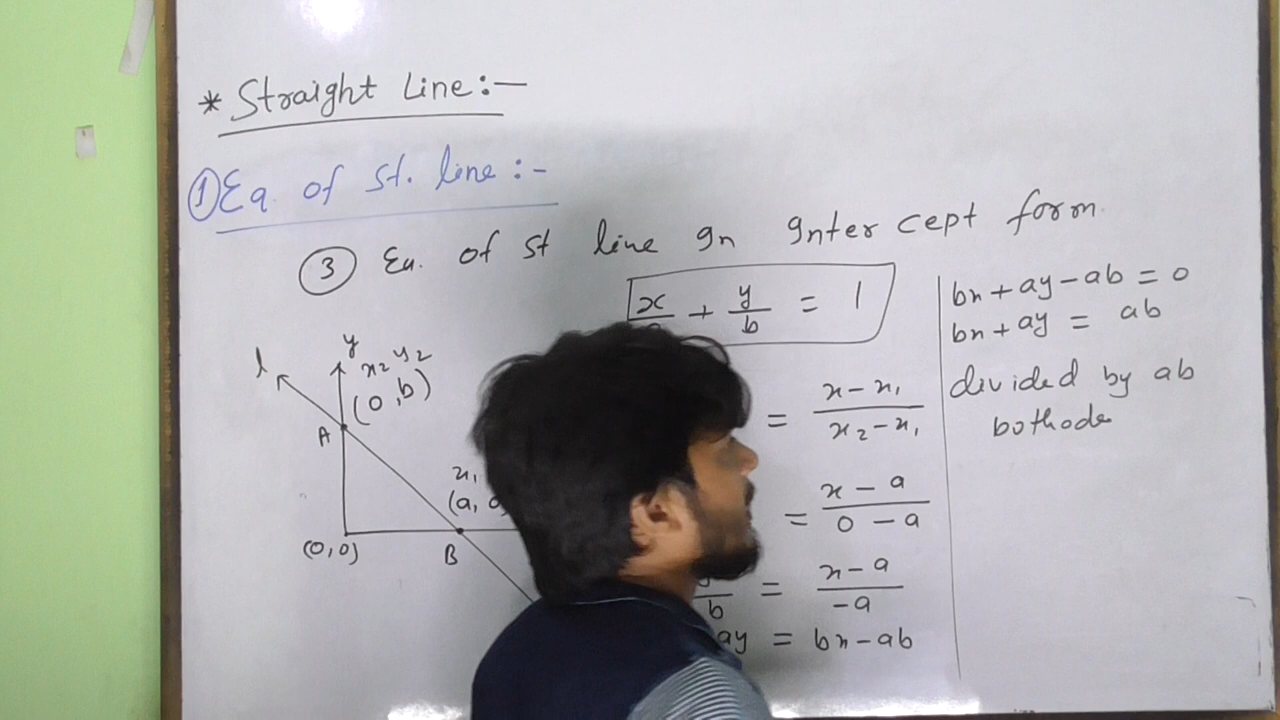 * Straight Line:-
① Eq. of St. line :-
③ Eq. of St line In Intercept form.
x + y/b = 1
l
y
x₂ y₂
(0, b)
A
x₁
(a,
(0,0)
B
= x-x₁/x₂-x₁
= x-a/0-a
b = x-a/-a
ay = bx-ab
bx+ay-ab = 0
bx+ay = ab
divided by ab